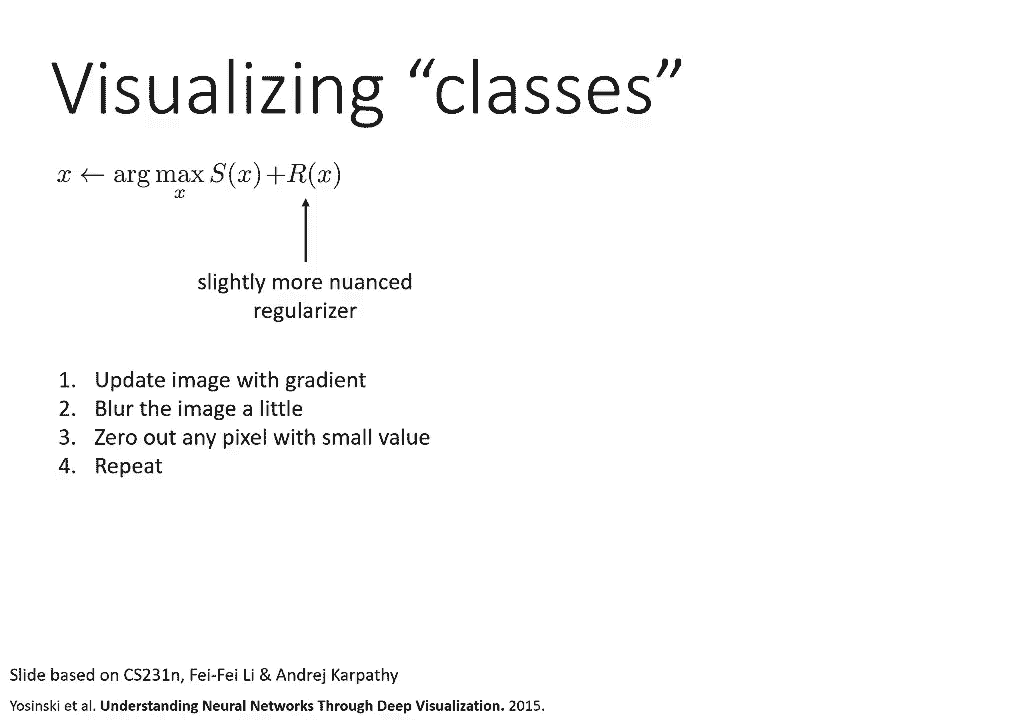 Visualizing “classes”
x ← arg max S(x) + R(x)
x
slightly more nuanced
regularizer
1. Update image with gradient
2. Blur the image a little
3. Zero out any pixel with small value
4. Repeat
Slide based on CS231n, Fei-Fei Li & Andrej Karpathy
Yosinski et al. Understanding Neural Networks Through Deep Visualization. 2015.